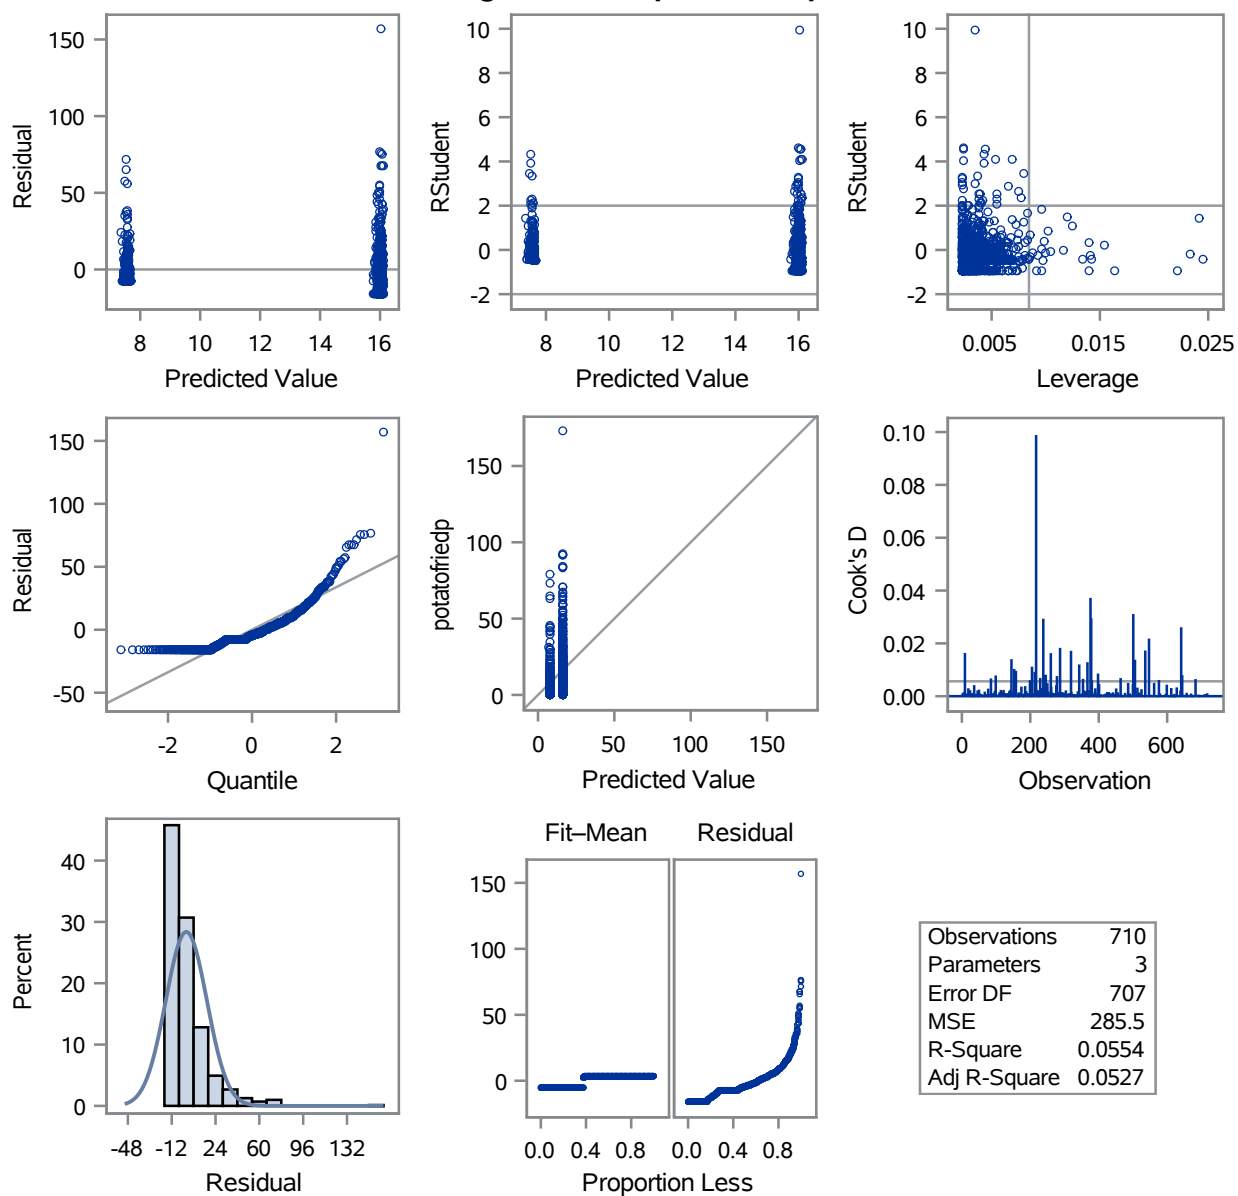 150
100
50
0
Residual
8 10 12 14 16
Predicted Value
10
8
6
4
2
0
-2
RStudent
8 10 12 14 16
Predicted Value
10
8
6
4
2
0
-2
RStudent
0.005 0.015 0.025
Leverage
150
100
50
0
-50
Residual
-2 0 2
Quantile
150
100
50
0
potatofriedp
0 50 100 150
Predicted Value
0.10
0.08
0.06
0.04
0.02
0.00
Cook's D
0 200 400 600
Observation
40
30
20
10
0
Percent
-48 -12 24 60 96 132
Residual
Fit–Mean Residual
150
100
50
0
0.0 0.4 0.8 0.0 0.4 0.8
Proportion Less
Observations 710
Parameters 3
Error DF 707
MSE 285.5
R-Square 0.0554
Adj R-Square 0.0527